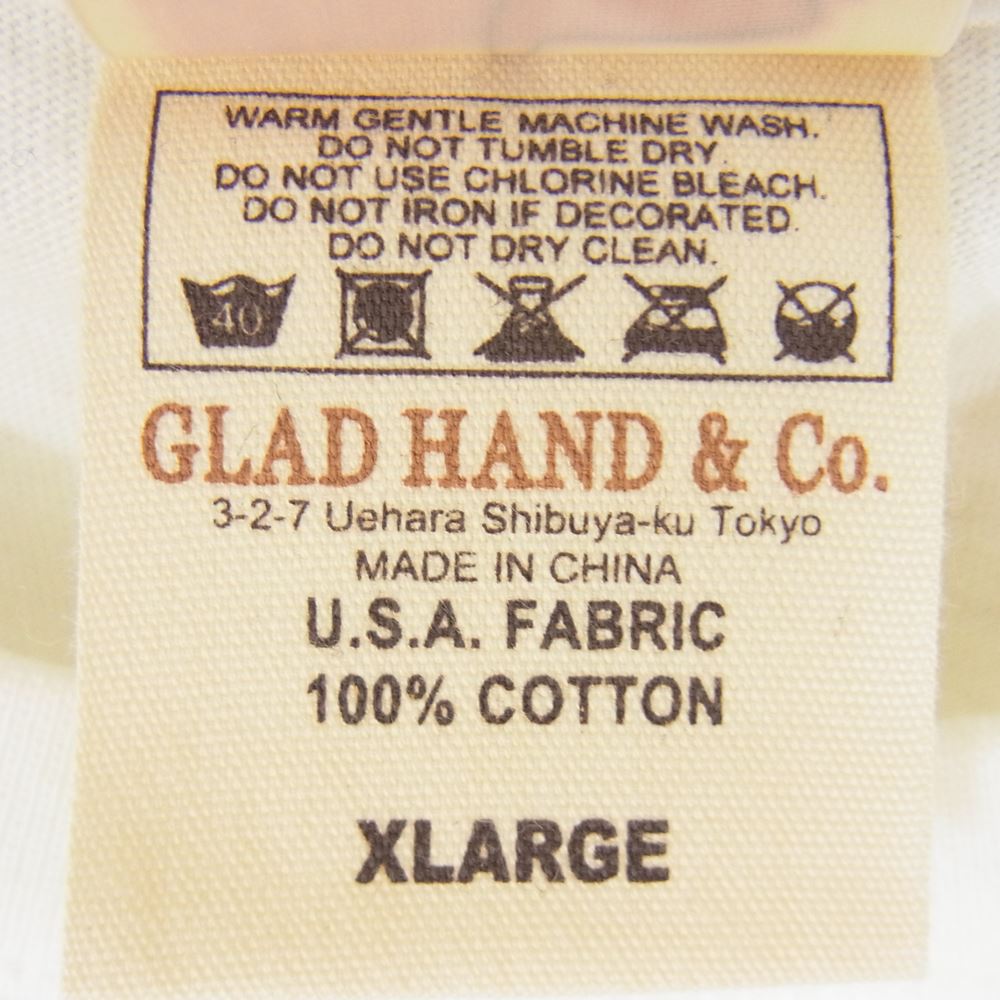 WARM GENTLE MACHINE WASH.
DO NOT TUMBLE DRY.
DO NOT USE CHLORINE BLEACH.
DO NOT IRON IF DECORATED.
DO NOT DRY CLEAN.
40
GLAD HAND & Co.
3-2-7 Uehara Shibuya-ku Tokyo
MADE IN CHINA
U.S.A. FABRIC
100% COTTON
XLARGE